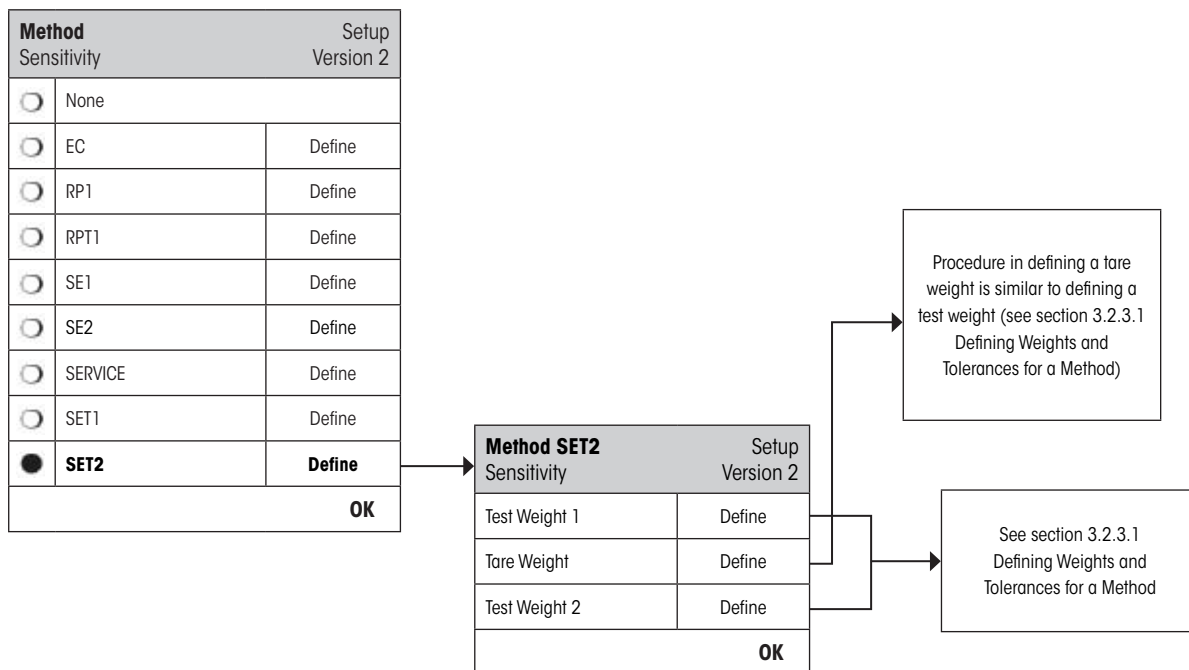 Method Setup
Sensitivity Version 2
None
EC Define
RP1 Define
RPT1 Define
SE1 Define
SE2 Define
SERVICE Define
SET1 Define
SET2 Define
OK
Method SET2 Setup
Sensitivity Version 2
Test Weight 1 Define
Tare Weight Define
Test Weight 2 Define
OK
Procedure in defining a tare
weight is similar to defining a
test weight (see section 3.2.3.1
Defining Weights and
Tolerances for a Method)
See section 3.2.3.1
Defining Weights and
Tolerances for a Method